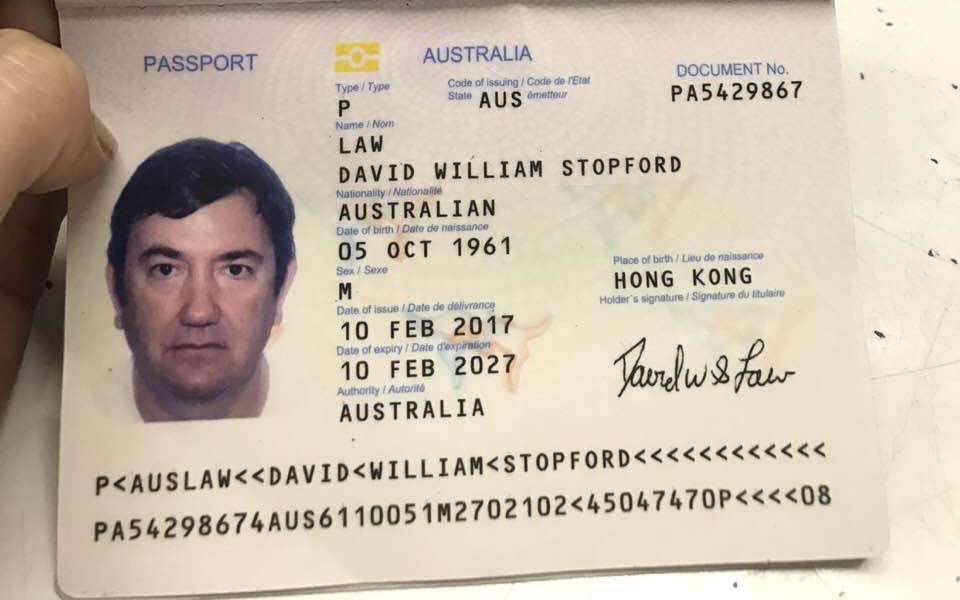 PASSPORT
AUSTRALIA
Type / Type
Code of issuing / Code de l'Etat
State AUS émetteur
DOCUMENT No.
P
PA5429867
Name / Nom
LAW
DAVID WILLIAM STOPFORD
Nationality / Nationalité
AUSTRALIAN
Date of birth / Date de naissance
05 OCT 1961
Sex / Sexe
M
Place of birth / Lieu de naissance
HONG KONG
Date of issue / Date de délivrance
10 FEB 2017
Holder's signature / Signature du titulaire
Date of expiry / Date d'expiration
10 FEB 2027
David W S Law
Authority / Autorité
AUSTRALIA
P<AUSLAW<<DAVID<WILLIAM<STOPFORD<<<<<<<<<<<<
PA54298674AUS6110051M2702102<45047470P<<<<08